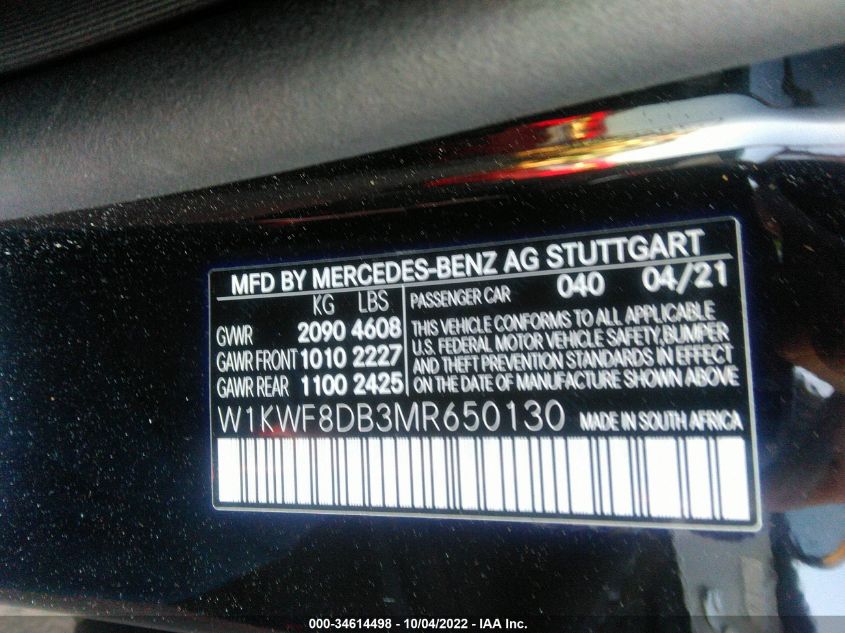 MFD BY MERCEDES-BENZ AG STUTTGART
KG LBS
GVWR 2090 4608
GAWR FRONT 1010 2227
GAWR REAR 1100 2425
PASSENGER CAR 040 04/21
THIS VEHICLE CONFORMS TO ALL APPLICABLE
U.S. FEDERAL MOTOR VEHICLE SAFETY,BUMPER
AND THEFT PREVENTION STANDARDS IN EFFECT
ON THE DATE OF MANUFACTURE SHOWN ABOVE
W1KWF8DB3MR650130 MADE IN SOUTH AFRICA
000-34614498 - 10/04/2022 - IAA Inc.